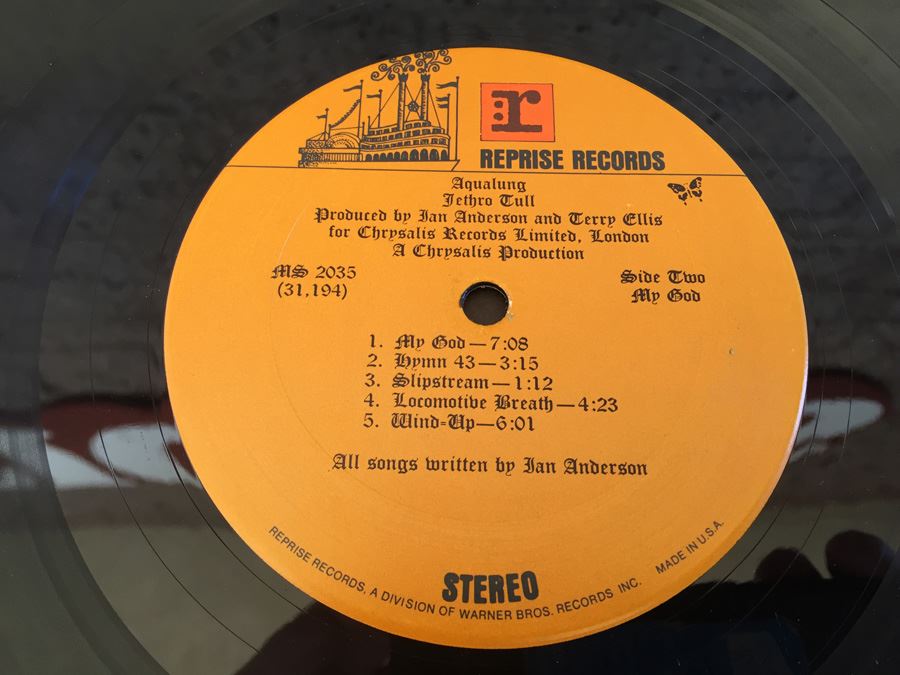 r
REPRISE RECORDS
Aqualung
Jethro Tull
Produced by Ian Anderson and Terry Ellis
for Chrysalis Records Limited, London
A Chrysalis Production
MS 2035
(31,194)
Side Two
My God
1. My God—7:08
2. Hymn 43—3:15
3. Slipstream—1:12
4. Locomotive Breath—4:23
5. Wind-Up—6:01
All songs written by Ian Anderson
STEREO
REPRISE RECORDS, A DIVISION OF WARNER BROS. RECORDS INC. MADE IN U.S.A.